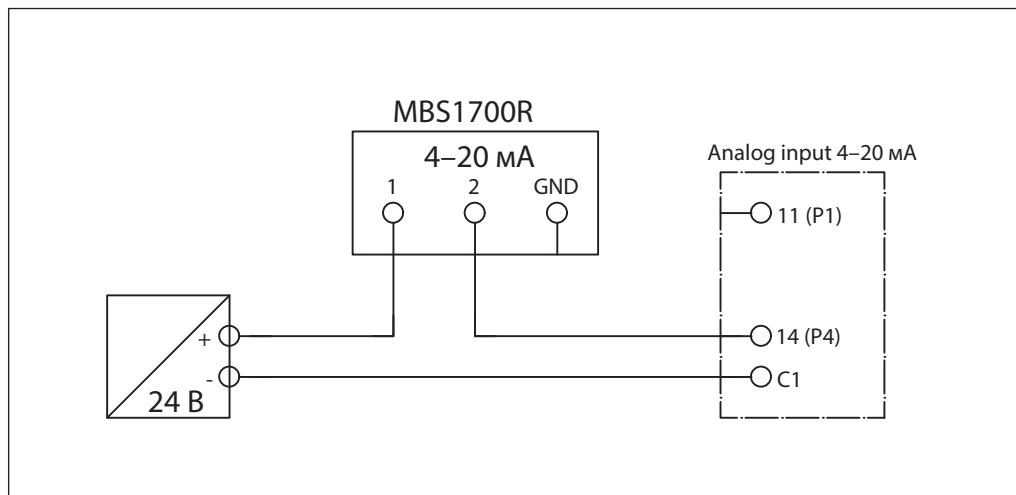 MBS1700R
4–20 мА
1 2 GND
Analog input 4–20 мА
11 (P1)
14 (P4)
C1
+
-
24 В